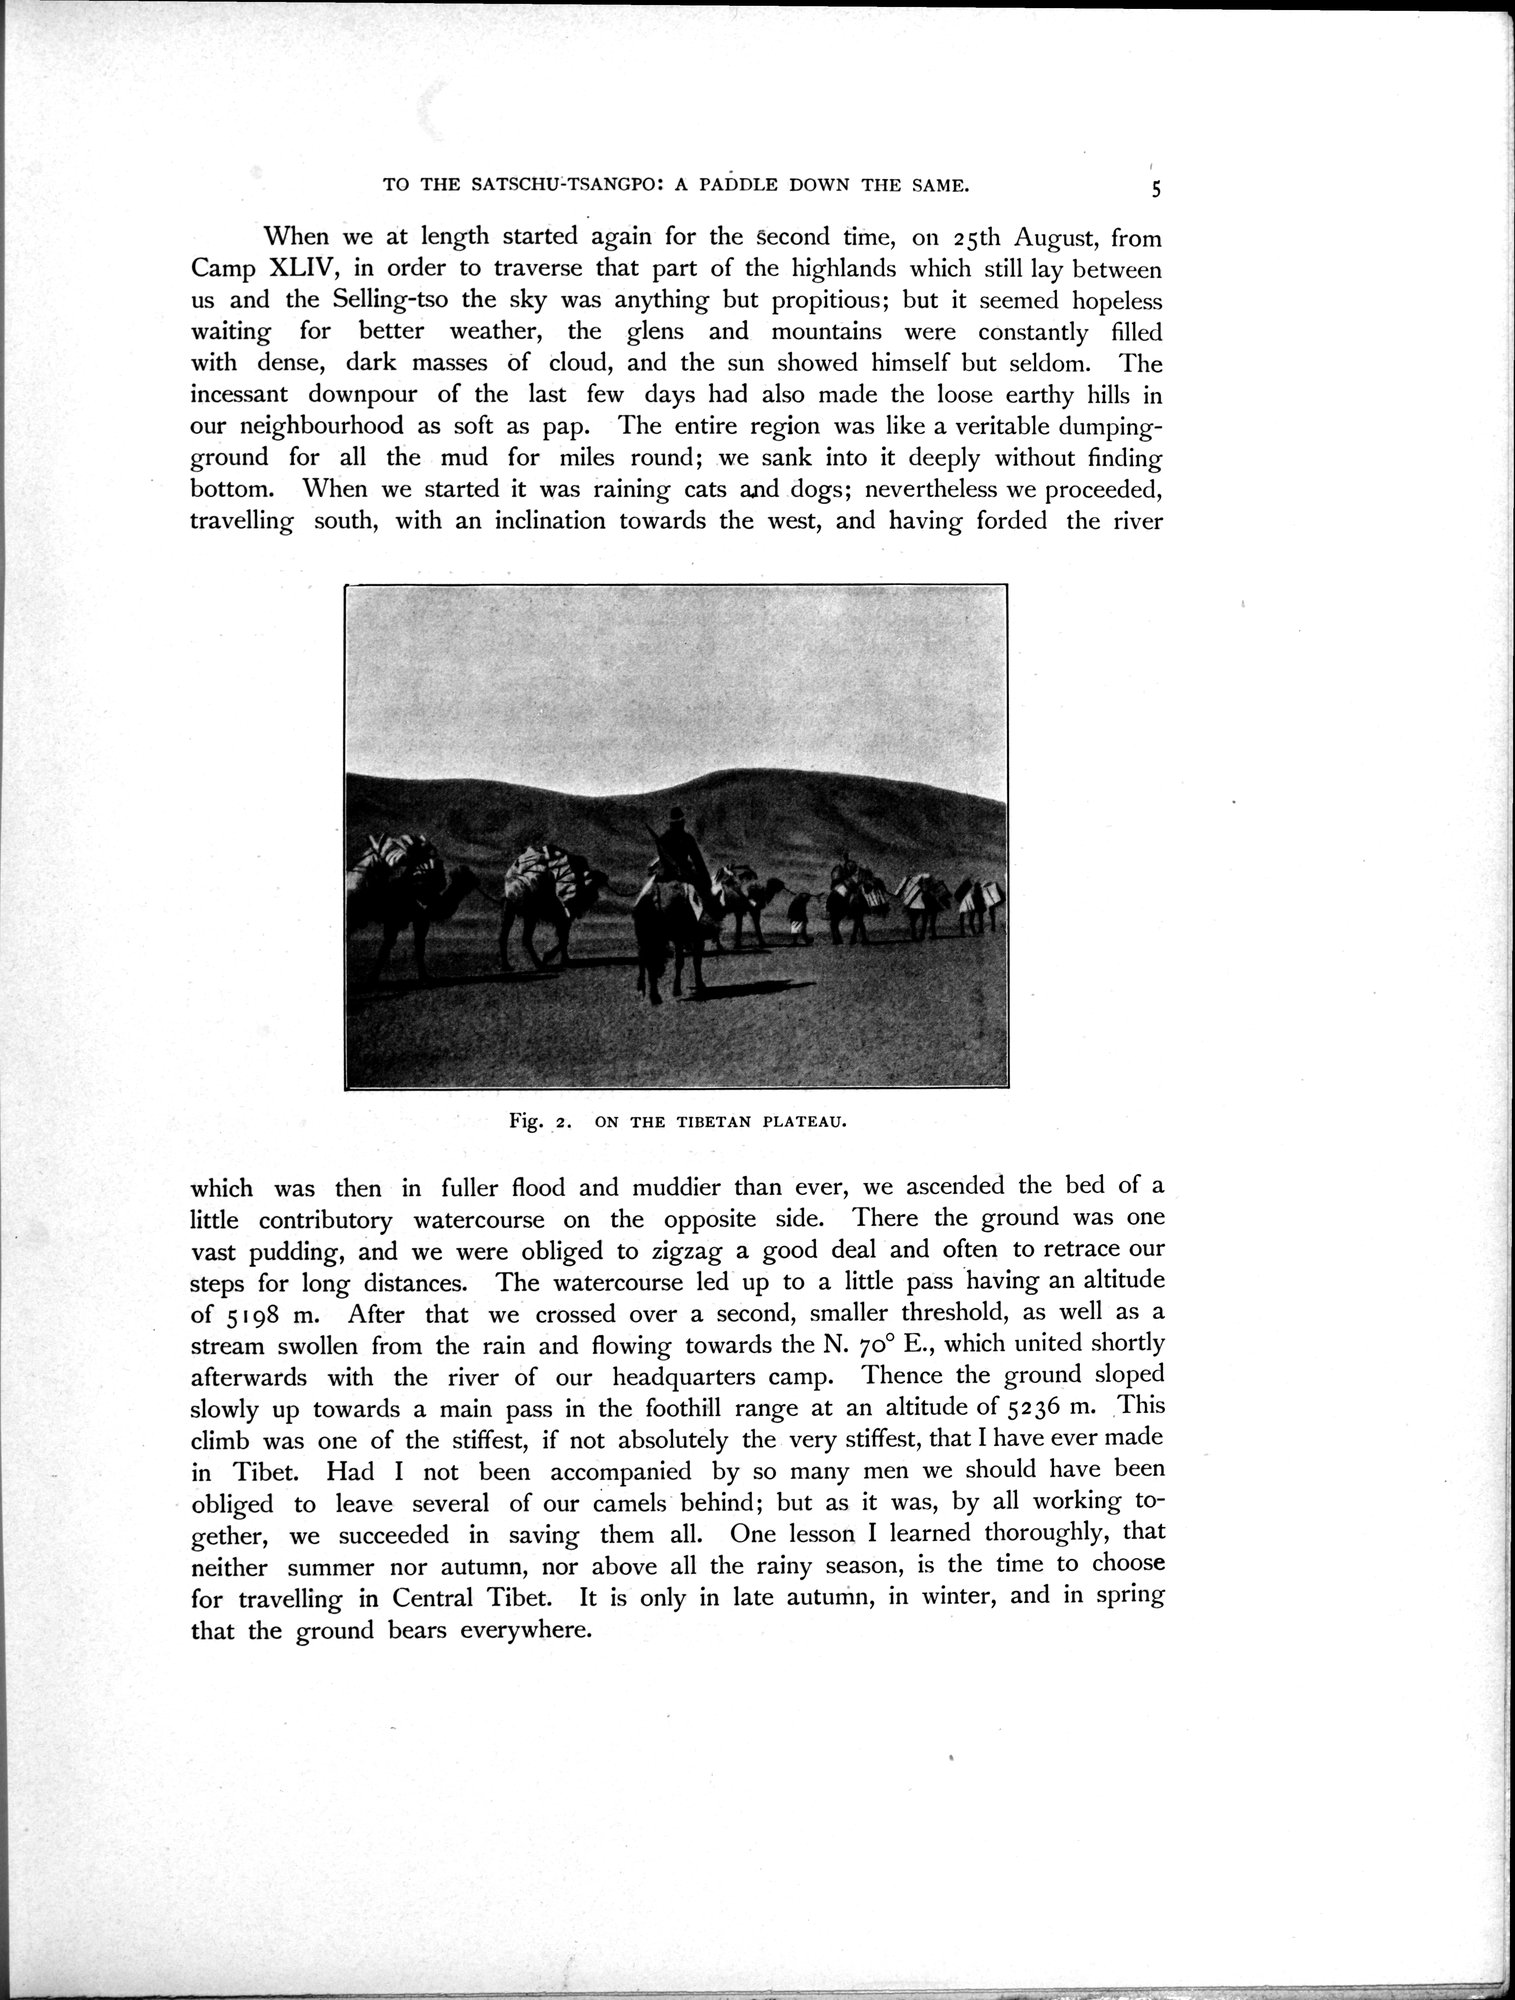 TO THE SATSCHU-TSANGPO: A PADDLE DOWN THE SAME. 5
When we at length started again for the second time, on 25th August, from
Camp XLIV, in order to traverse that part of the highlands which still lay between
us and the Selling-tso the sky was anything but propitious; but it seemed hopeless
waiting for better weather, the glens and mountains were constantly filled
with dense, dark masses of cloud, and the sun showed himself but seldom. The
incessant downpour of the last few days had also made the loose earthy hills in
our neighbourhood as soft as pap. The entire region was like a veritable dumping-
ground for all the mud for miles round; we sank into it deeply without finding
bottom. When we started it was raining cats and dogs; nevertheless we proceeded,
travelling south, with an inclination towards the west, and having forded the river
Fig. 2. ON THE TIBETAN PLATEAU.
which was then in fuller flood and muddier than ever, we ascended the bed of a
little contributory watercourse on the opposite side. There the ground was one
vast pudding, and we were obliged to zigzag a good deal and often to retrace our
steps for long distances. The watercourse led up to a little pass having an altitude
of 5198 m. After that we crossed over a second, smaller threshold, as well as a
stream swollen from the rain and flowing towards the N. 70° E., which united shortly
afterwards with the river of our headquarters camp. Thence the ground sloped
slowly up towards a main pass in the foothill range at an altitude of 5236 m. This
climb was one of the stiffest, if not absolutely the very stiffest, that I have ever made
in Tibet. Had I not been accompanied by so many men we should have been
obliged to leave several of our camels behind; but as it was, by all working to-
gether, we succeeded in saving them all. One lesson I learned thoroughly, that
neither summer nor autumn, nor above all the rainy season, is the time to choose
for travelling in Central Tibet. It is only in late autumn, in winter, and in spring
that the ground bears everywhere.